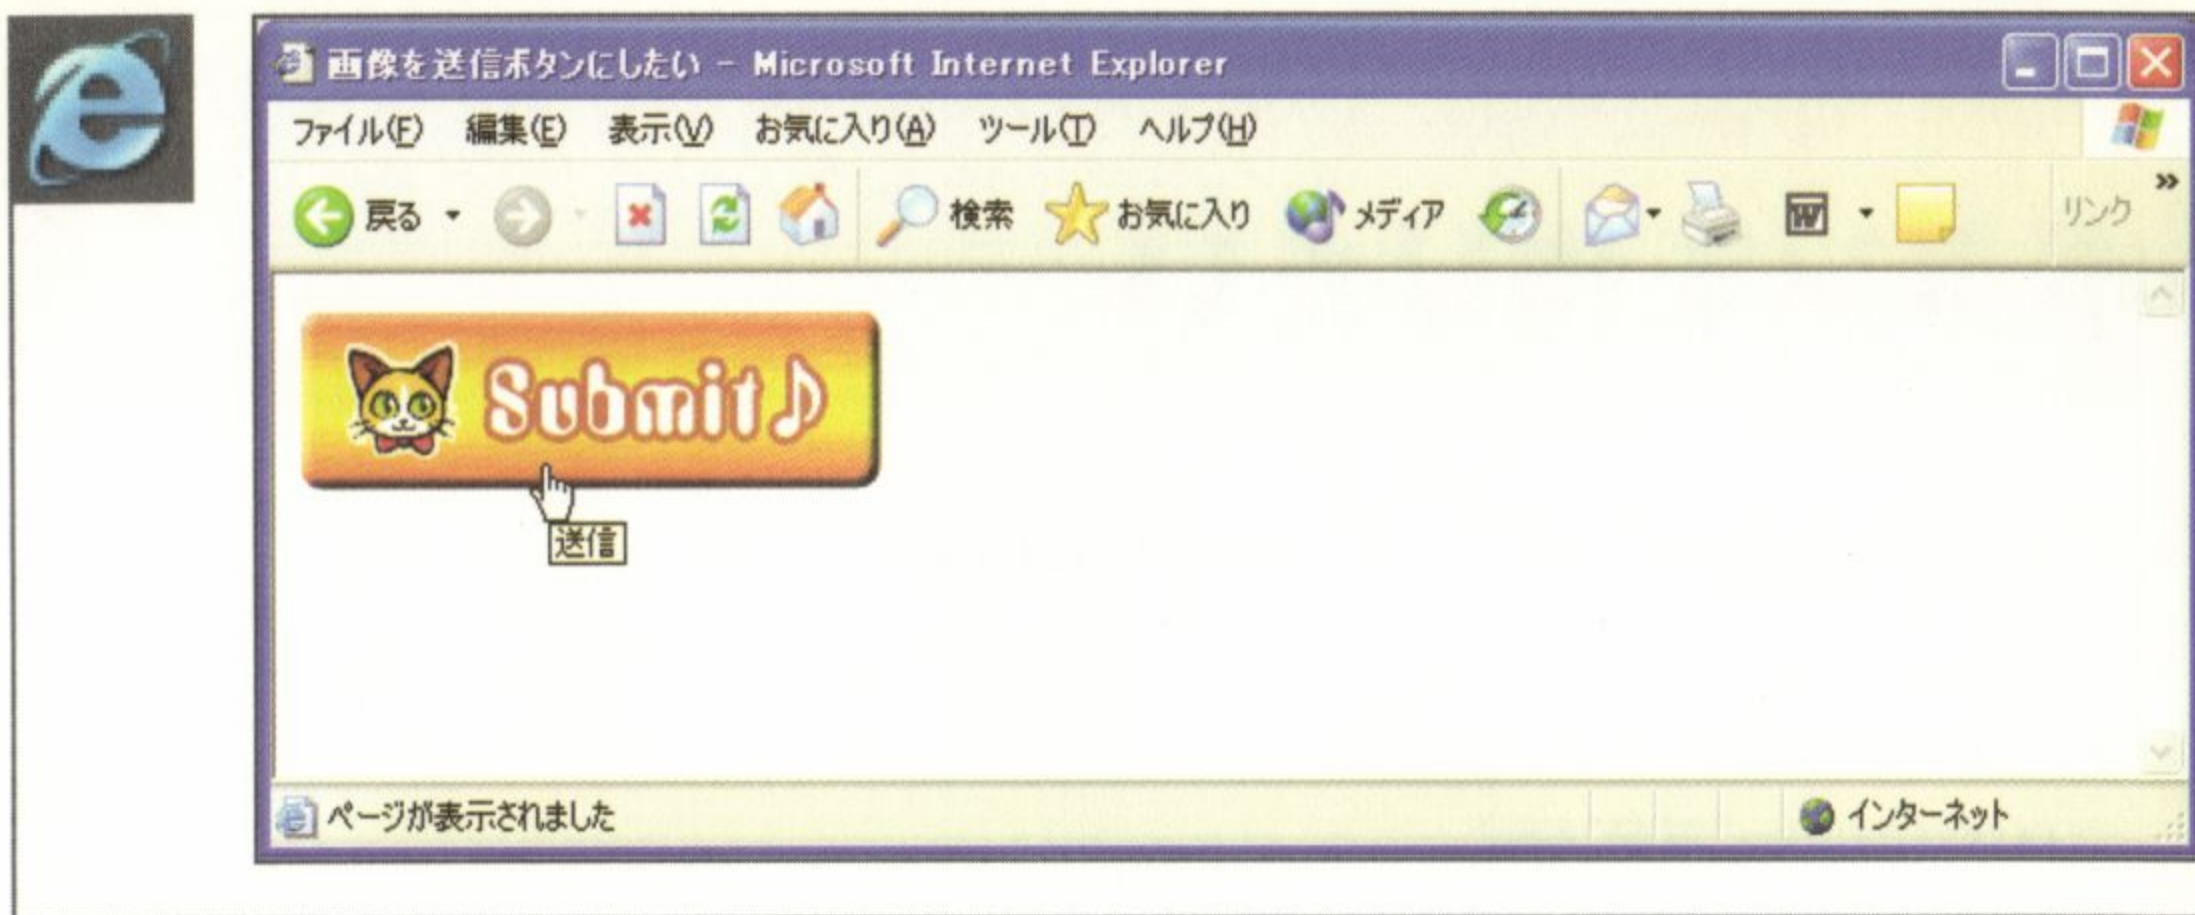 画像を送信ボタンにしたい - Microsoft Internet Explorer
ファイル(F) 編集(E) 表示(V) お気に入り(A) ツール(T) ヘルプ(H)
戻る 検索 お気に入り メディア W リンク »
Submit♪
送信
ページが表示されました インターネット